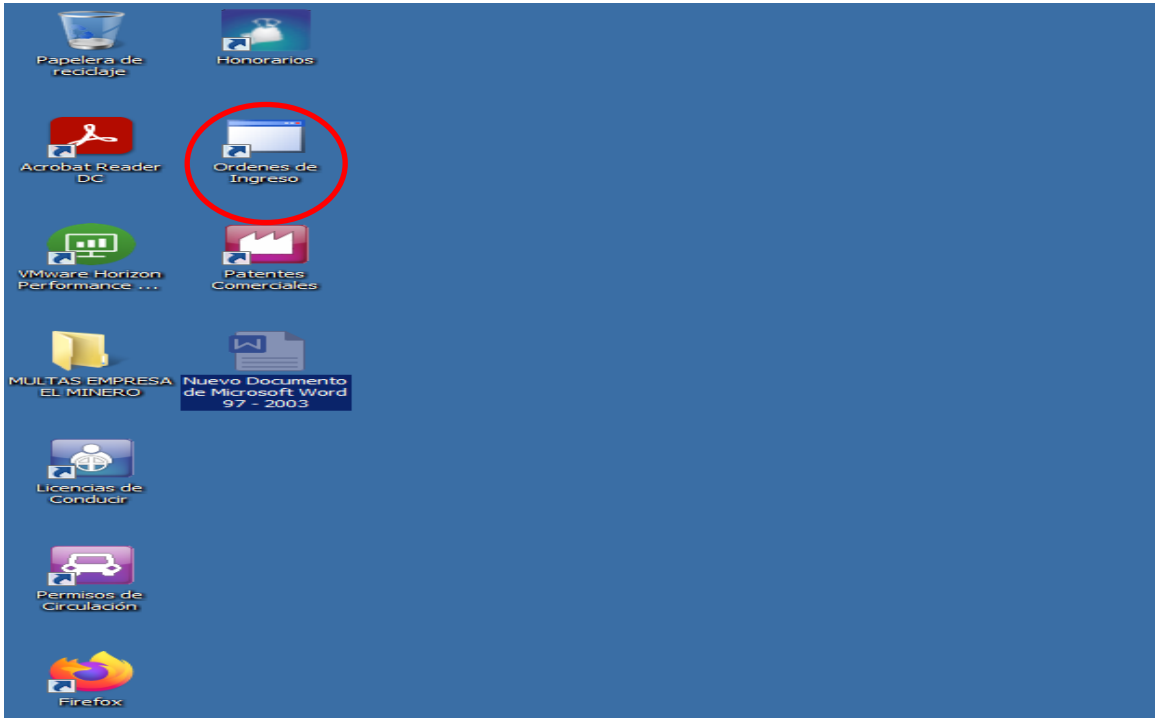 Papelera de
reciclaje
Honorarios
Acrobat Reader
DC
Ordenes de
Ingreso
VMware Horizon
Performance ...
Patentes
Comerciales
MULTAS EMPRESA
EL MINERO
Nuevo Documento
de Microsoft Word
97 - 2003
Licencias de
Conducir
Permisos de
Circulación
Firefox